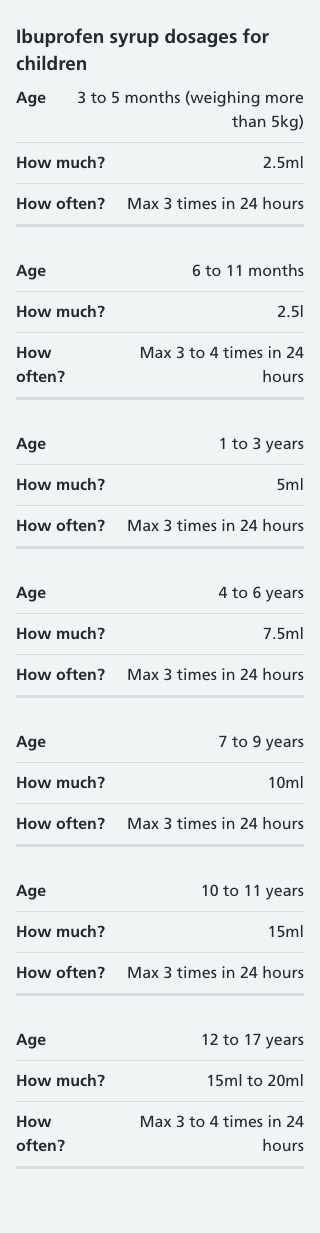 Ibuprofen syrup dosages for
children
Age 3 to 5 months (weighing more
than 5kg)
How much? 2.5ml
How often? Max 3 times in 24 hours
Age 6 to 11 months
How much? 2.5l
How Max 3 to 4 times in 24
often? hours
Age 1 to 3 years
How much? 5ml
How often? Max 3 times in 24 hours
Age 4 to 6 years
How much? 7.5ml
How often? Max 3 times in 24 hours
Age 7 to 9 years
How much? 10ml
How often? Max 3 times in 24 hours
Age 10 to 11 years
How much? 15ml
How often? Max 3 times in 24 hours
Age 12 to 17 years
How much? 15ml to 20ml
How Max 3 to 4 times in 24
often? hours